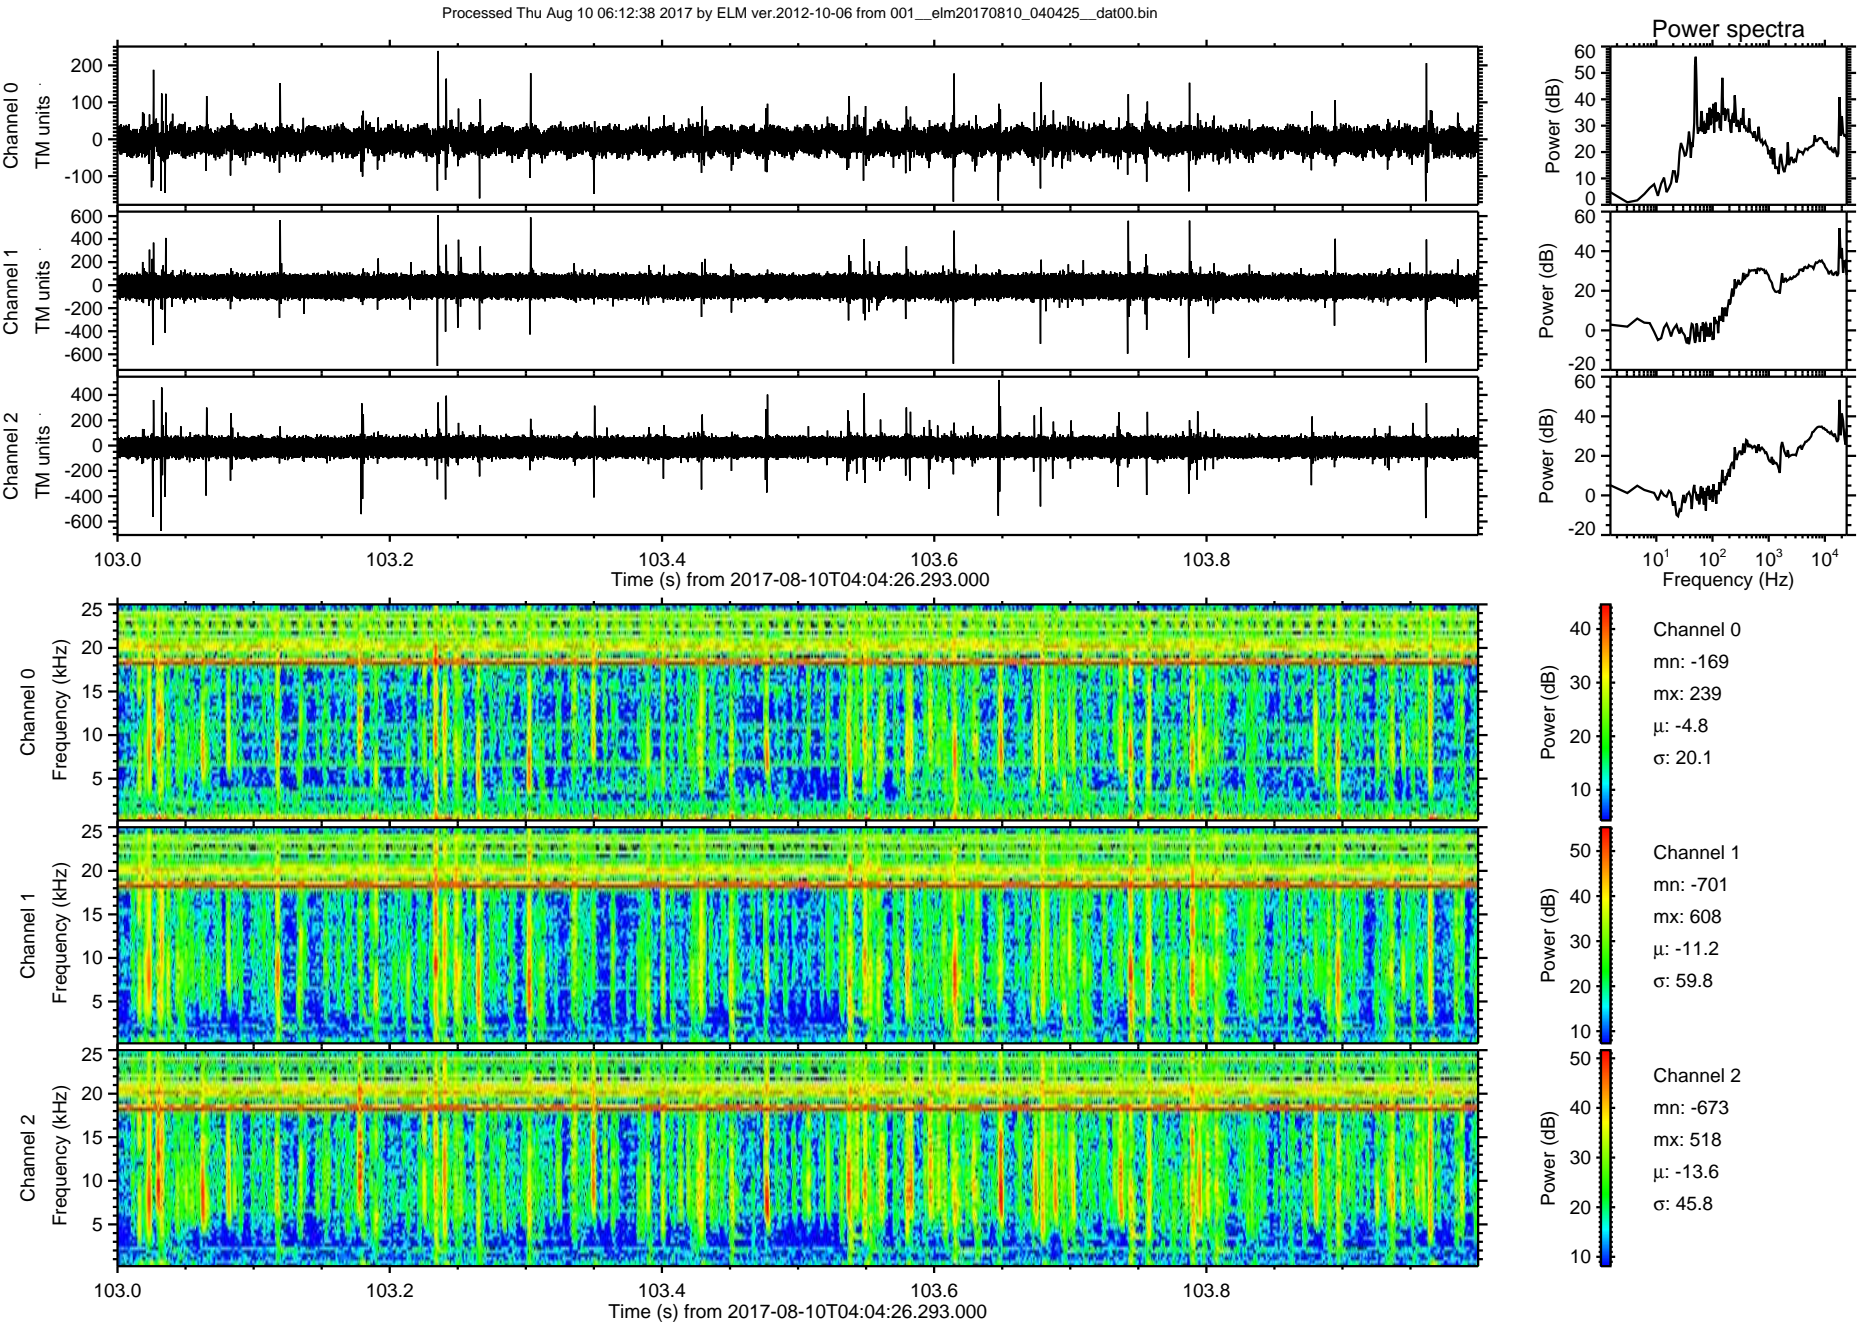 Processed Thu Aug 10 06:12:38 2017 by ELM ver.2012-10-06 from 001__elm20170810_040425__dat00.bin
Power spectra
Channel 0
TM units
200
100
0
-100
Power (dB)
60
50
40
30
20
10
0
Channel 1
TM units
600
400
200
0
-200
-400
-600
Power (dB)
60
40
20
0
-20
Channel 2
TM units
400
200
0
-200
-400
-600
Power (dB)
60
40
20
0
-20
103.0 103.2 103.4 103.6 103.8
Time (s) from 2017-08-10T04:04:26.293.000
10¹ 10² 10³ 10⁴
Frequency (Hz)
Channel 0
Frequency (kHz)
25
20
15
10
5
Power (dB)
40
30
20
10
Channel 0
mn: -169
mx: 239
µ: -4.8
σ: 20.1
Channel 1
Frequency (kHz)
25
20
15
10
5
Power (dB)
50
40
30
20
10
Channel 1
mn: -701
mx: 608
µ: -11.2
σ: 59.8
Channel 2
Frequency (kHz)
25
20
15
10
5
Power (dB)
50
40
30
20
10
Channel 2
mn: -673
mx: 518
µ: -13.6
σ: 45.8
103.0 103.2 103.4 103.6 103.8
Time (s) from 2017-08-10T04:04:26.293.000